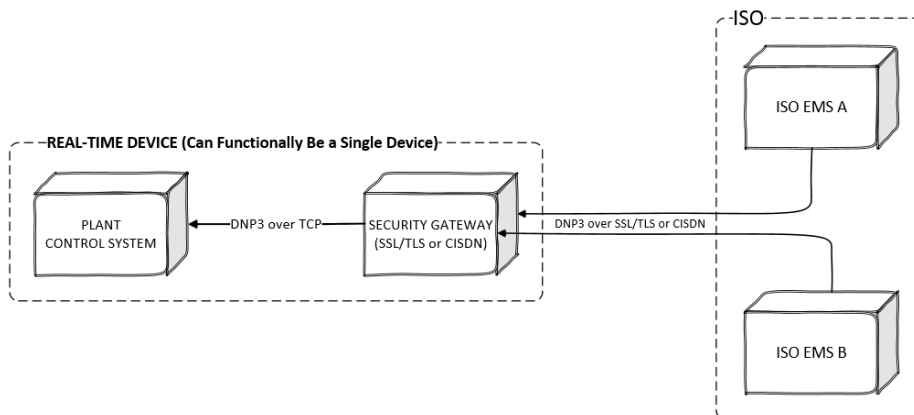 ISO
ISO EMS A
REAL-TIME DEVICE (Can Functionally Be a Single Device)
PLANT
CONTROL SYSTEM
DNP3 over TCP
SECURITY GATEWAY
(SSL/TLS or CISDN)
DNP3 over SSL/TLS or CISDN
ISO EMS B